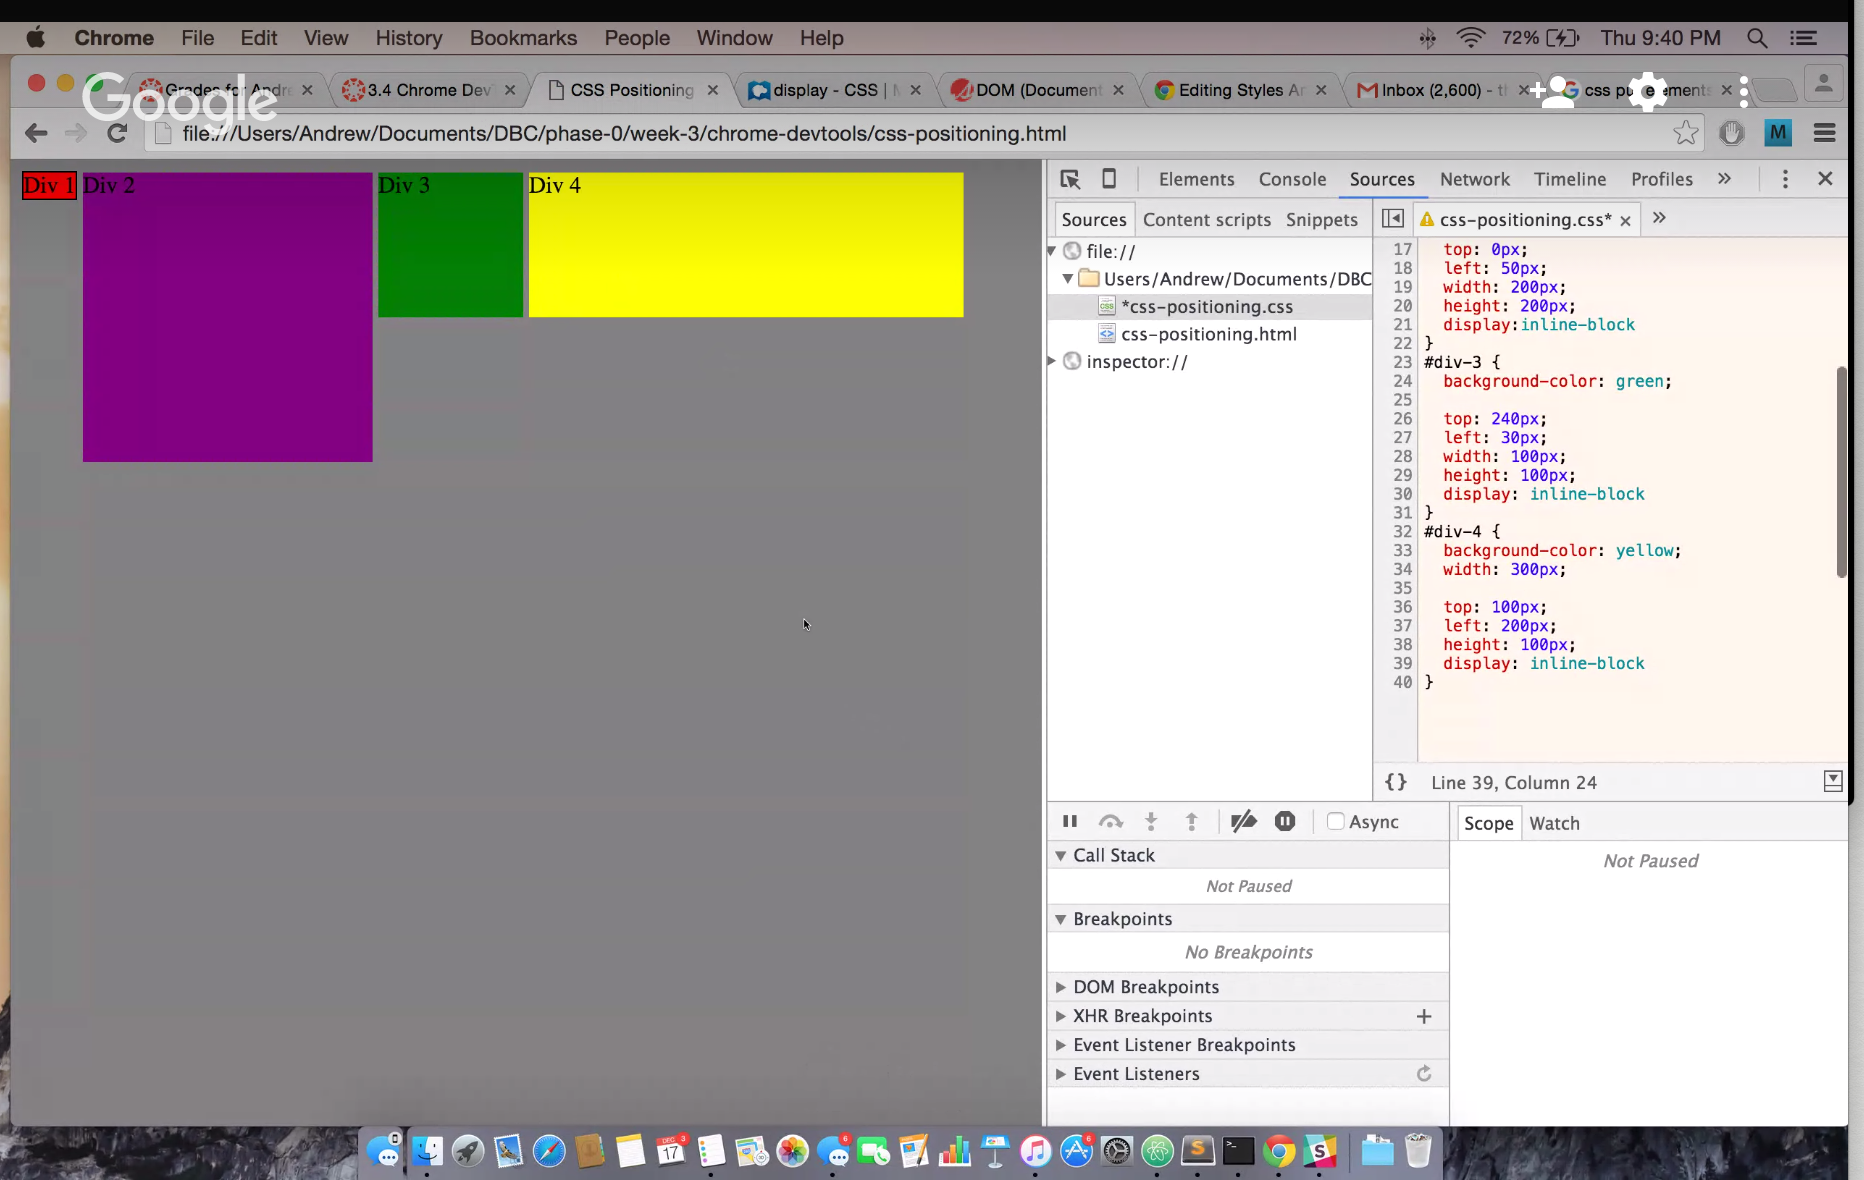 Chrome File Edit View History Bookmarks People Window Help 72% Thu 9:40 PM
Google
Grades for Andre 3.4 Chrome Dev CSS Positioning display - CSS | M DOM (Document Editing Styles An Inbox (2,600) - t css pu elements
file:///Users/Andrew/Documents/DBC/phase-0/week-3/chrome-devtools/css-positioning.html M
Div 1 Div 2 Div 3 Div 4
Elements Console Sources Network Timeline Profiles »
Sources Content scripts Snippets
css-positioning.css* × »
file://
Users/Andrew/Documents/DBC
*css-positioning.css
css-positioning.html
inspector://
17 top: 0px;
18 left: 50px;
19 width: 200px;
20 height: 200px;
21 display:inline-block
22 }
23 #div-3 {
24 background-color: green;
25
26 top: 240px;
27 left: 30px;
28 width: 100px;
29 height: 100px;
30 display: inline-block
31 }
32 #div-4 {
33 background-color: yellow;
34 width: 300px;
35
36 top: 100px;
37 left: 200px;
38 height: 100px;
39 display: inline-block
40 }
{} Line 39, Column 24
Async
Scope Watch
Call Stack
Not Paused
Not Paused
Breakpoints
No Breakpoints
DOM Breakpoints
XHR Breakpoints +
Event Listener Breakpoints
Event Listeners
DEC 3 17 6 6 S >_ S